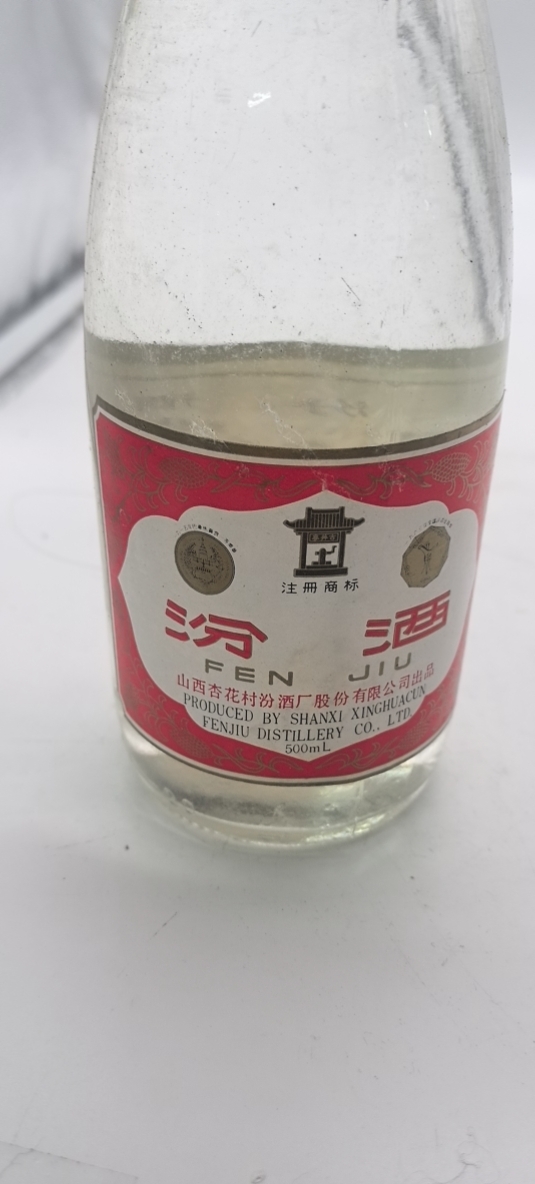 注册商标
汾酒
FEN JIU
山西杏花村汾酒厂股份有限公司出品
PRODUCED BY SHANXI XINGHUACUN
FENJIU DISTILLERY CO., LTD.
500mL